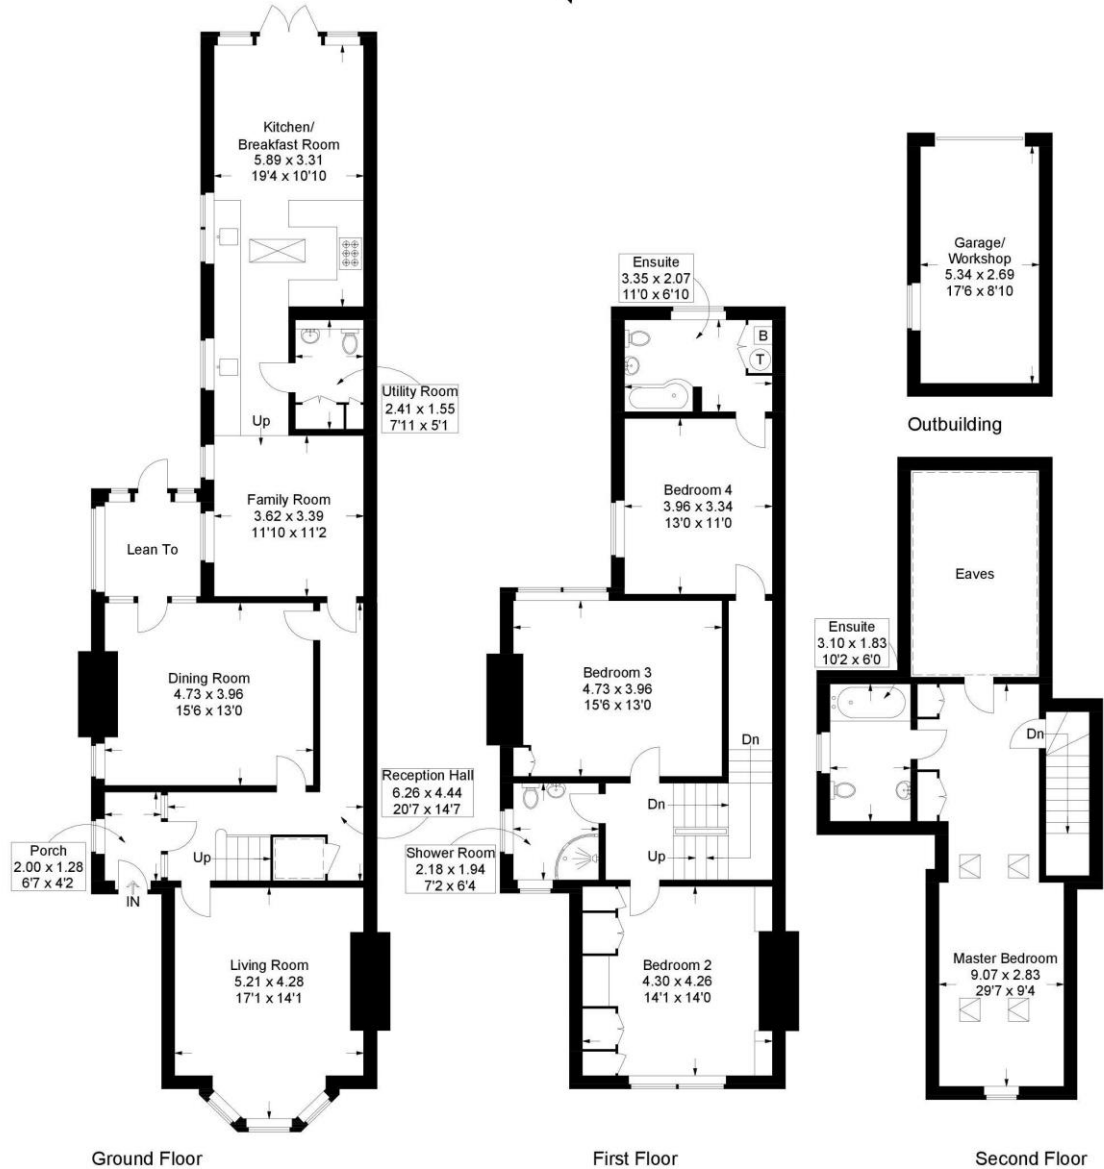 Kitchen/
Breakfast Room
5.89 x 3.31
19'4 x 10'10
Utility Room
2.41 x 1.55
7'11 x 5'1
Up
Family Room
3.62 x 3.39
11'10 x 11'2
Lean To
Dining Room
4.73 x 3.96
15'6 x 13'0
Reception Hall
6.26 x 4.44
20'7 x 14'7
Porch
2.00 x 1.28
6'7 x 4'2
Up
IN
Living Room
5.21 x 4.28
17'1 x 14'1
Ground Floor
Ensuite
3.35 x 2.07
11'0 x 6'10
B
T
Bedroom 4
3.96 x 3.34
13'0 x 11'0
Bedroom 3
4.73 x 3.96
15'6 x 13'0
Dn
Dn
Up
Shower Room
2.18 x 1.94
7'2 x 6'4
Bedroom 2
4.30 x 4.26
14'1 x 14'0
First Floor
Garage/
Workshop
5.34 x 2.69
17'6 x 8'10
Outbuilding
Eaves
Ensuite
3.10 x 1.83
10'2 x 6'0
Dn
Master Bedroom
9.07 x 2.83
29'7 x 9'4
Second Floor